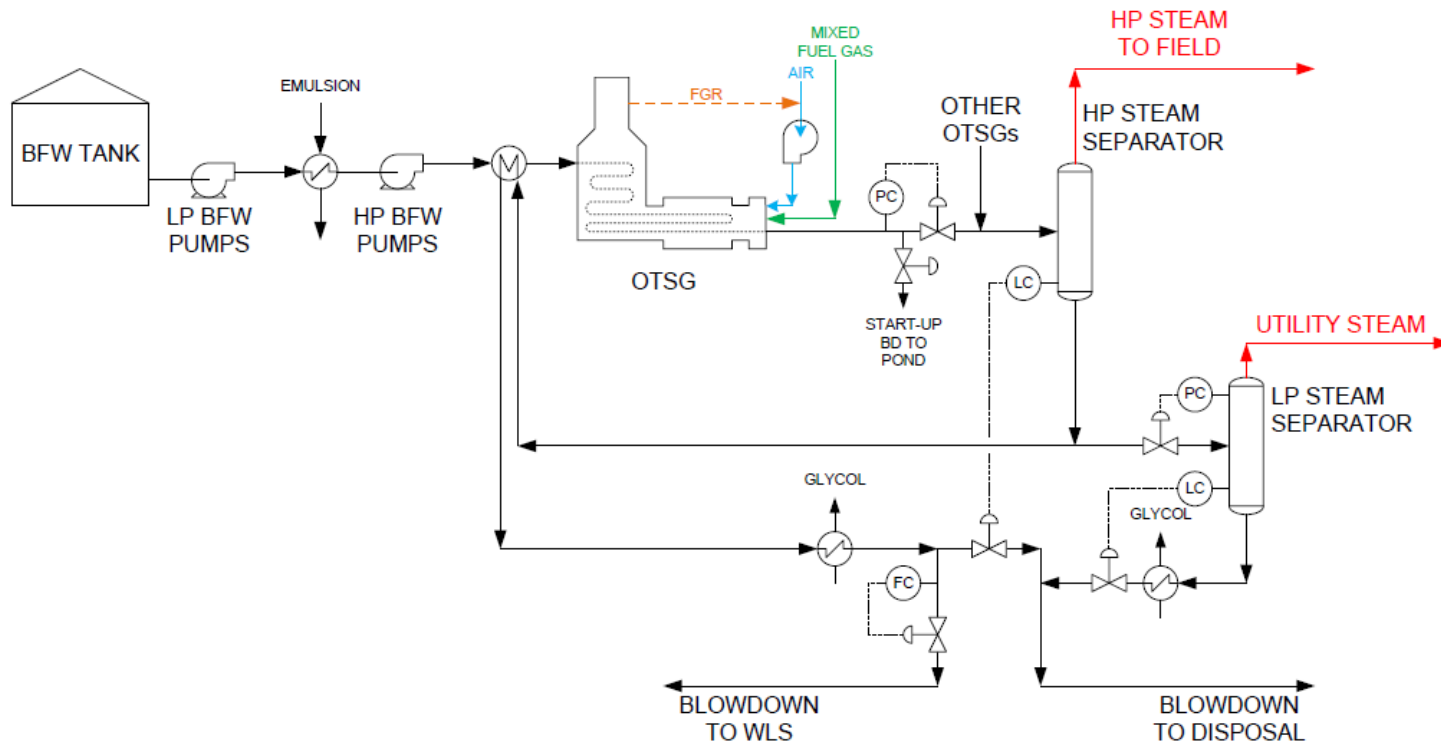 HP STEAM
TO FIELD
MIXED
FUEL GAS
AIR
FGR
EMULSION
OTHER
OTSGs
HP STEAM
SEPARATOR
BFW TANK
LP BFW
PUMPS
HP BFW
PUMPS
M
OTSG
PC
LC
START-UP
BD TO
POND
UTILITY STEAM
PC
LP STEAM
SEPARATOR
LC
GLYCOL
GLYCOL
FC
BLOWDOWN
TO WLS
BLOWDOWN
TO DISPOSAL